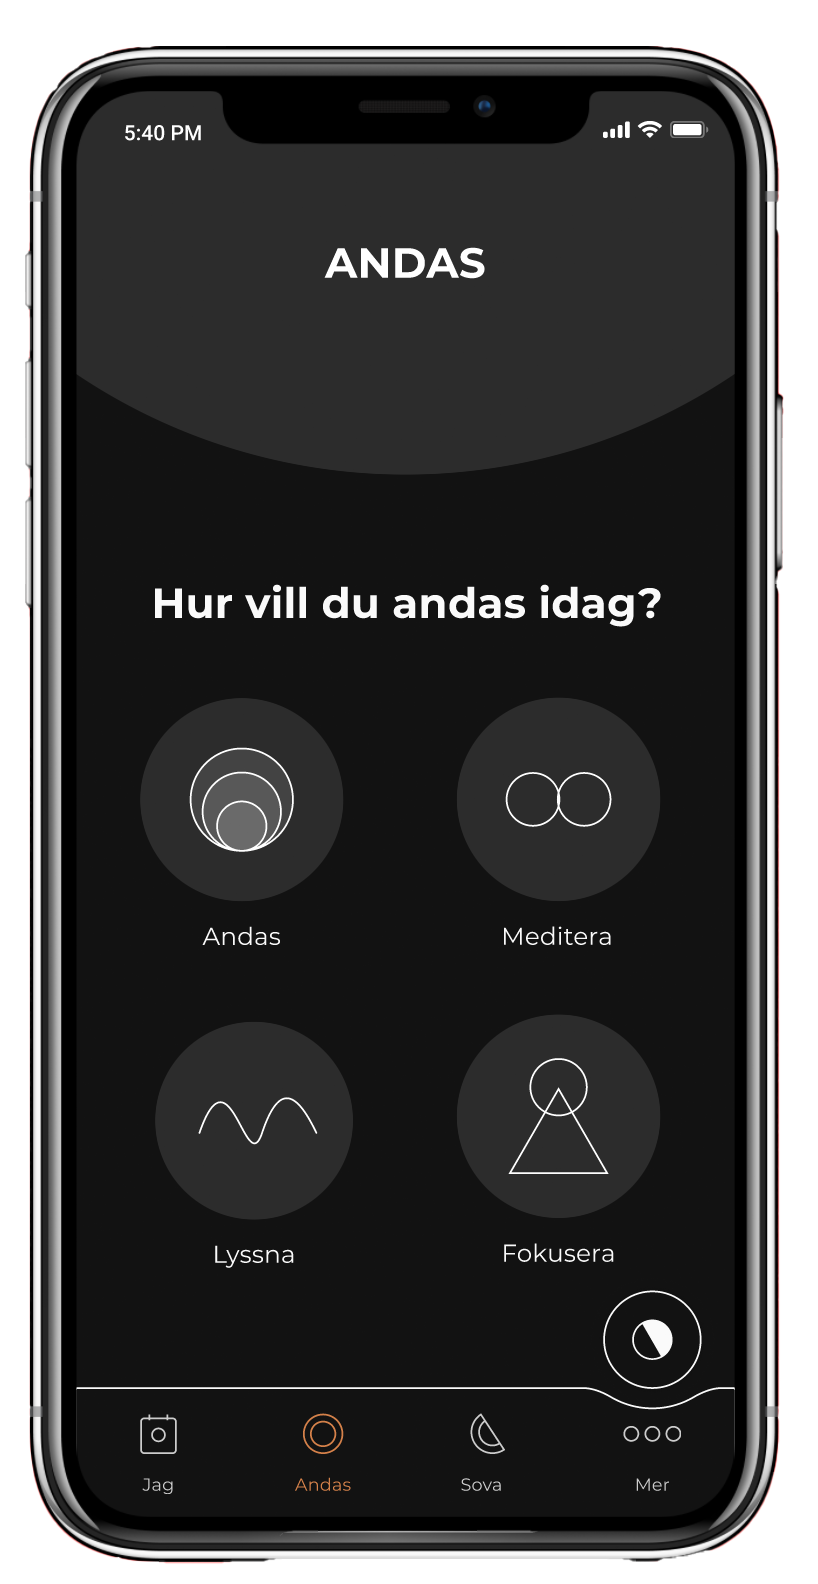 5:40 PM
ANDAS
Hur vill du andas idag?
Andas
Meditera
Lyssna
Fokusera
Jag
Andas
Sova
Mer